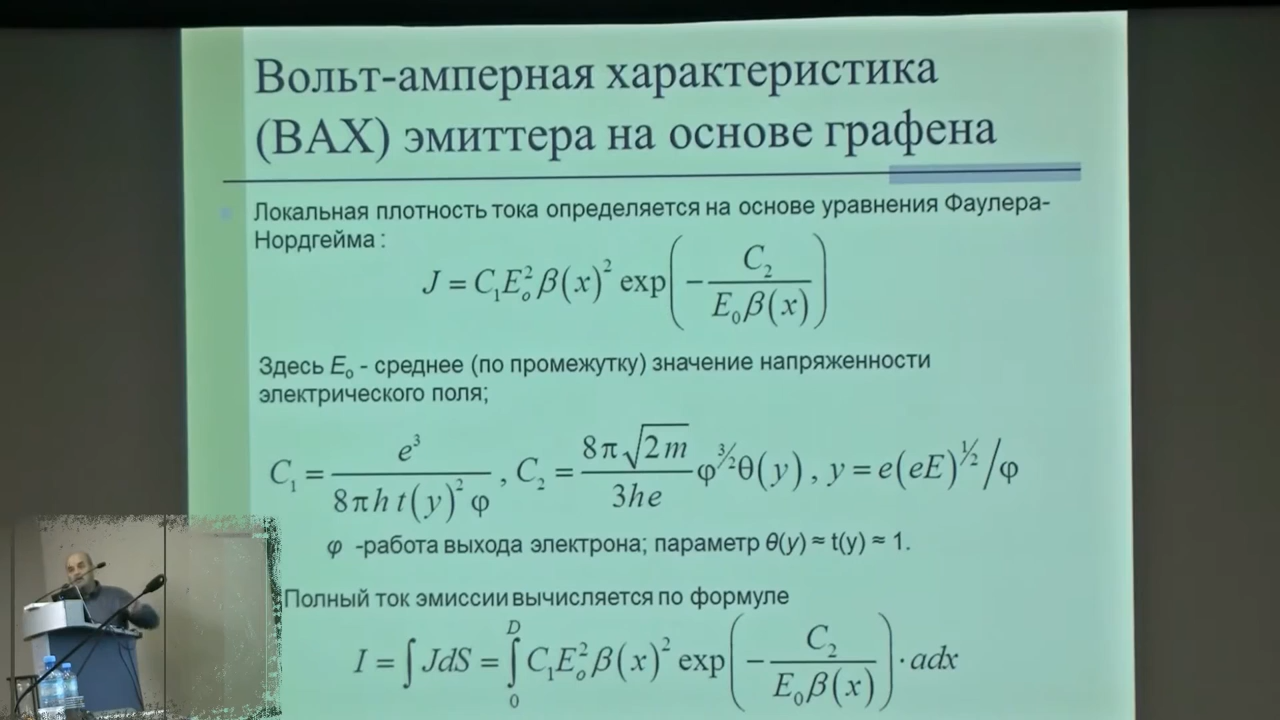 Вольт-амперная характеристика
(ВАХ) эмиттера на основе графена
Локальная плотность тока определяется на основе уравнения Фаулера-
Нордгейма :
J = C₁E₀²β(x)² exp(− C₂ / E₀β(x))
Здесь Eₒ - среднее (по промежутку) значение напряженности
электрического поля;
C₁ = e³ / 8πh t(y)² φ , C₂ = 8π√2m / 3he φ^3/2 θ(y) , y = e(eE)^1/2 / φ
φ -работа выхода электрона; параметр θ(y) ≈ t(y) ≈ 1.
Полный ток эмиссии вычисляется по формуле
I = ∫ JdS = ∫₀ᴰ C₁E₀²β(x)² exp(− C₂ / E₀β(x)) · adx